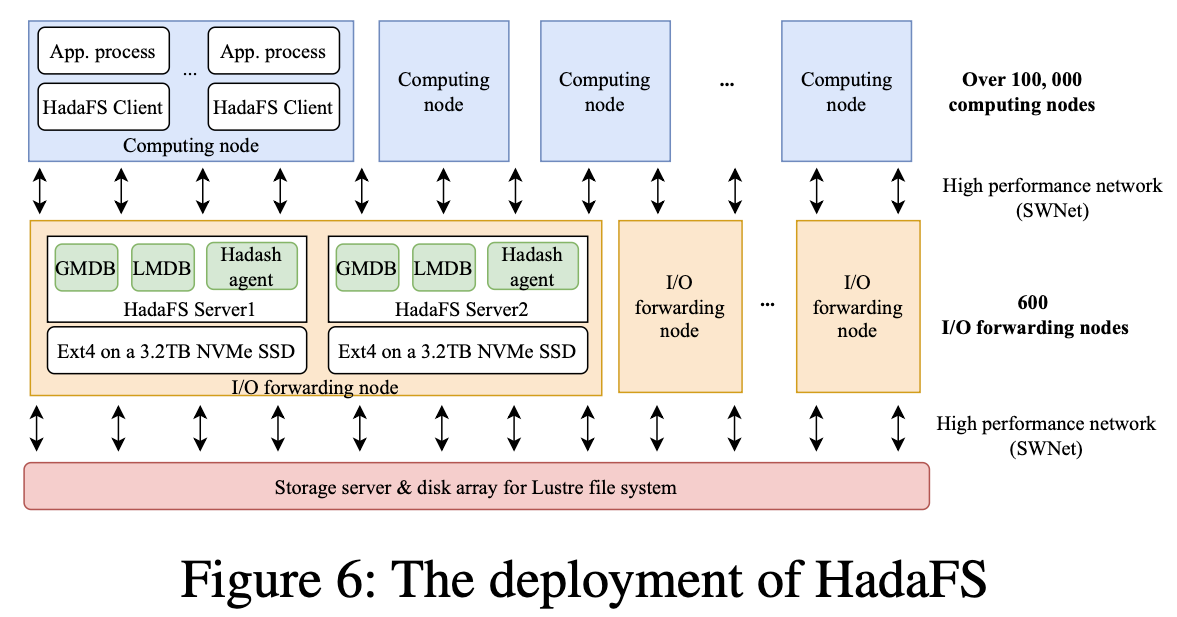 App. process
...
App. process
HadaFS Client
HadaFS Client
Computing node
Computing
node
Computing
node
...
Computing
node
Over 100, 000
computing nodes
High performance network
(SWNet)
GMDB
LMDB
Hadash
agent
HadaFS Server1
Ext4 on a 3.2TB NVMe SSD
GMDB
LMDB
Hadash
agent
HadaFS Server2
Ext4 on a 3.2TB NVMe SSD
I/O forwarding node
I/O
forwarding
node
...
I/O
forwarding
node
600
I/O forwarding nodes
High performance network
(SWNet)
Storage server & disk array for Lustre file system
Figure 6: The deployment of HadaFS